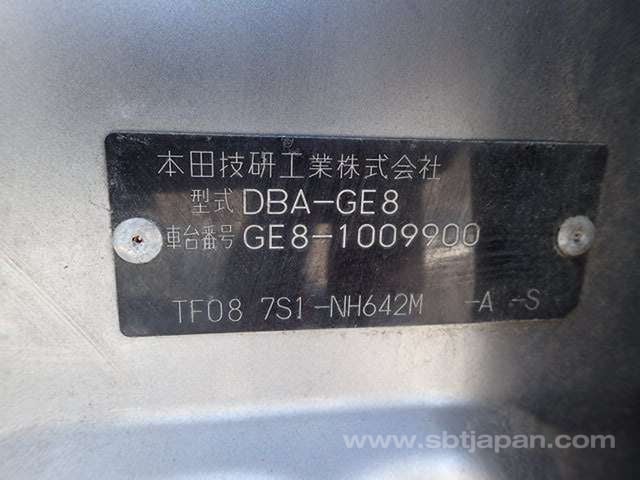 本田技研工業株式会社
型式 DBA-GE8
車台番号 GE8-1009900
TF08 7S1-NH642M -A -S
www.sbtjapan.com